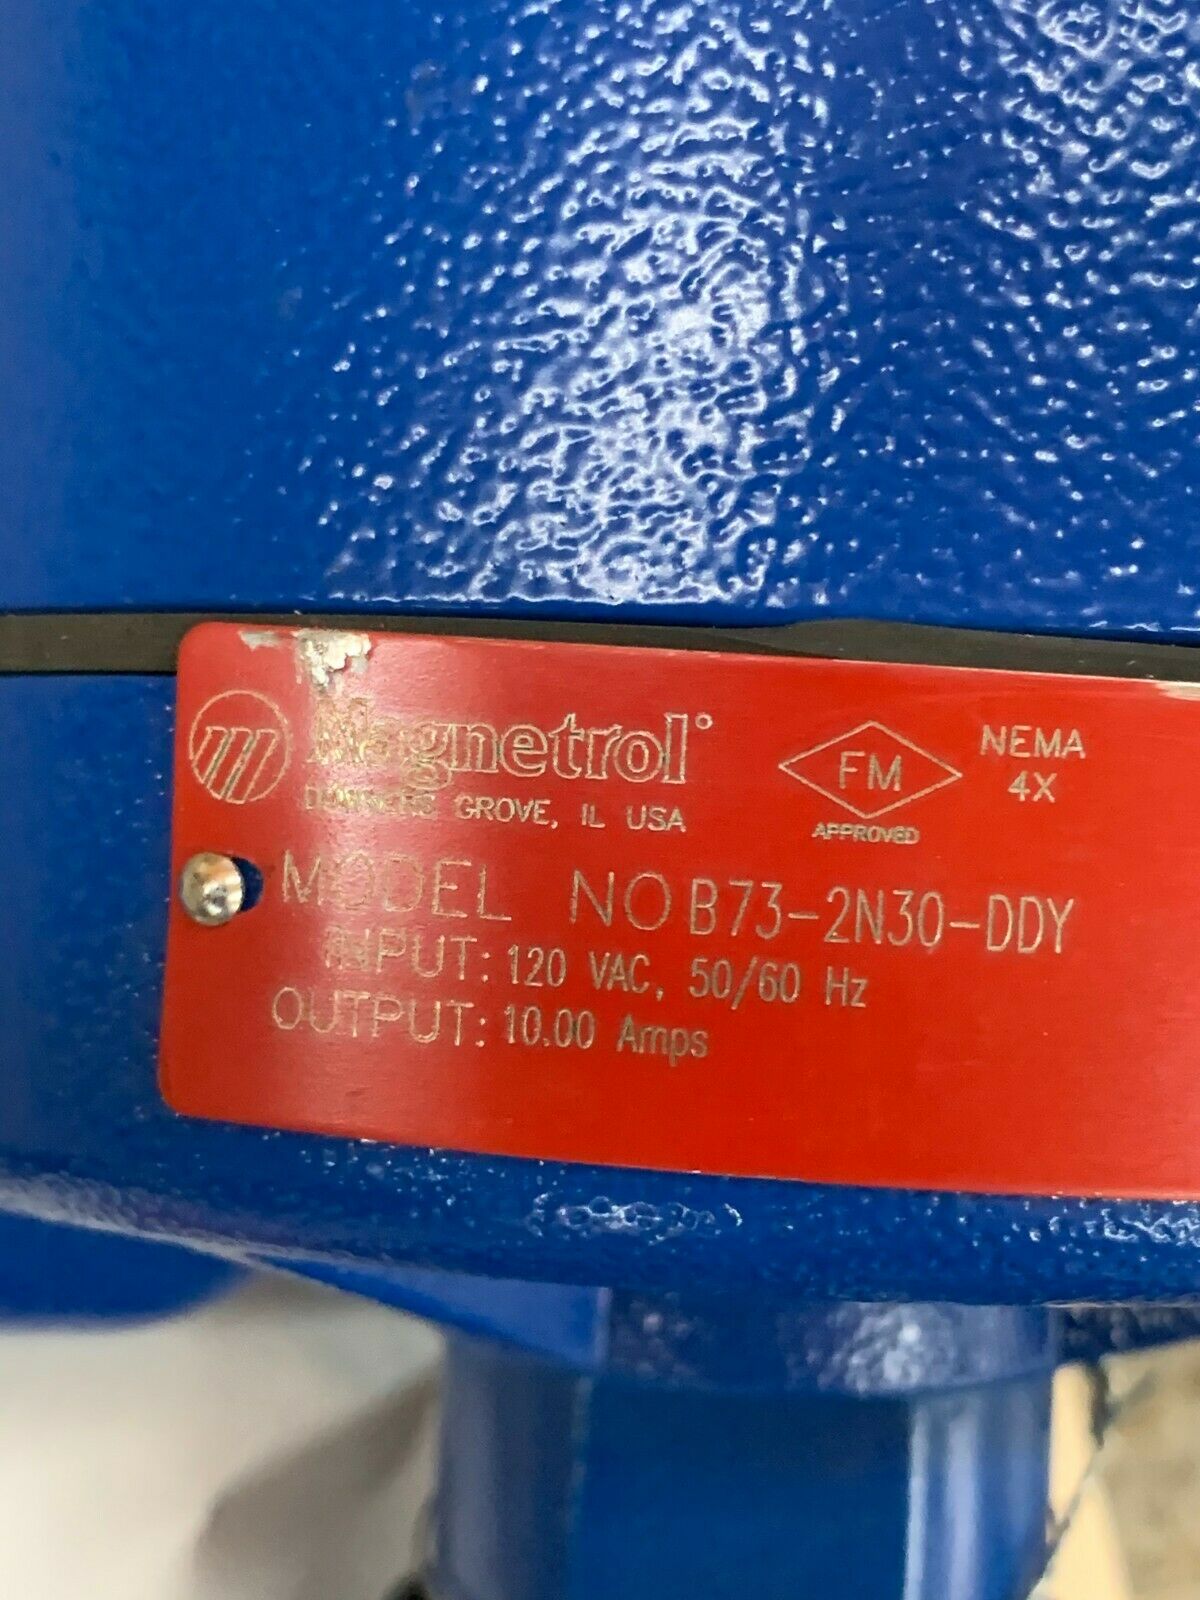 Magnetrol®
DOWNERS GROVE, IL USA
FM
APPROVED
NEMA
4X
MODEL NO B73-2N30-DDY
INPUT: 120 VAC, 50/60 Hz
OUTPUT: 10.00 Amps